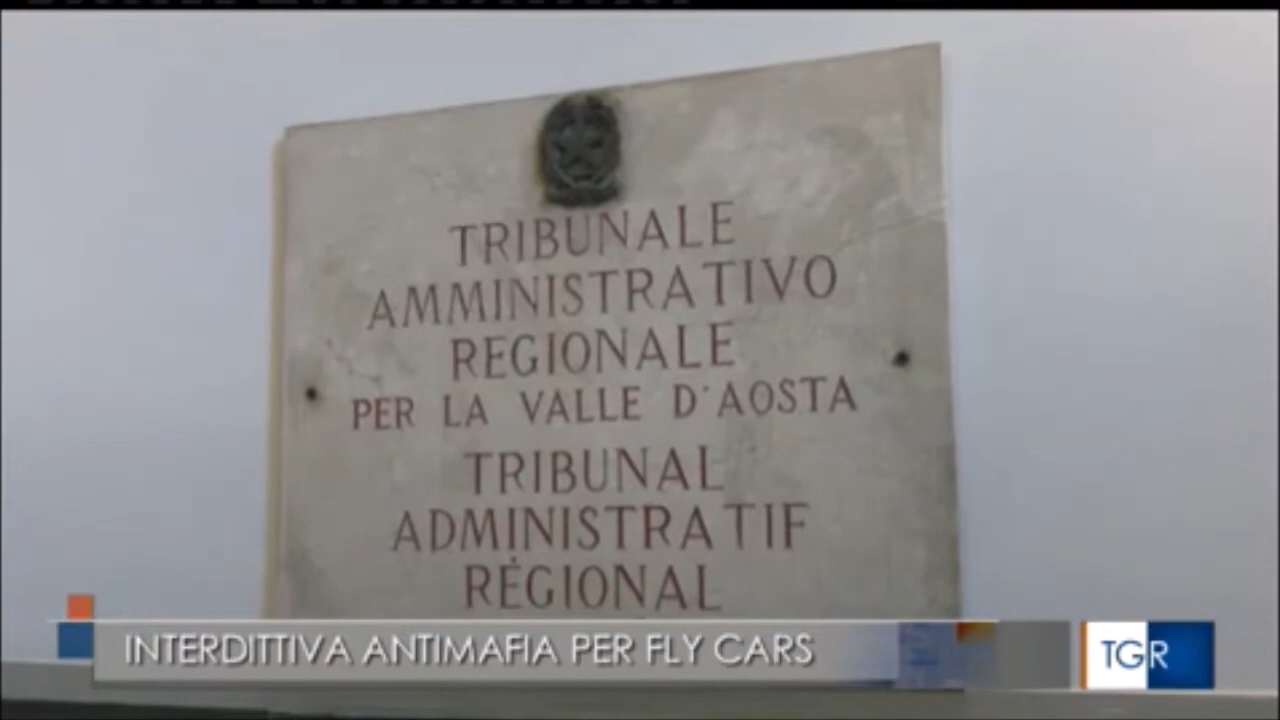 TRIBUNALE
AMMINISTRATIVO
REGIONALE
PER LA VALLE D'AOSTA
TRIBUNAL
ADMINISTRATIF
RÉGIONAL
INTERDITTIVA ANTIMAFIA PER FLY CARS
TGR